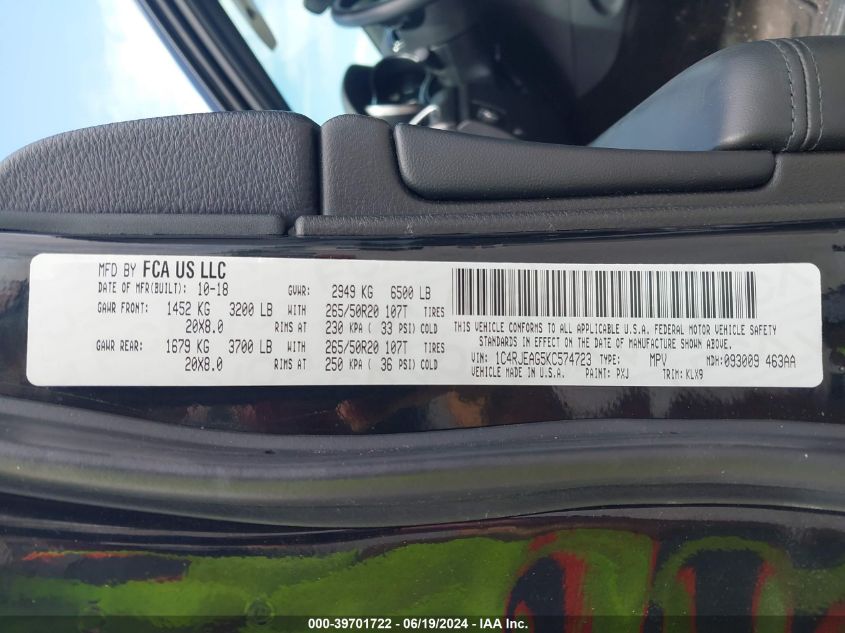 MFD BY FCA US LLC
DATE OF MFR(BUILT): 10-18 GVWR: 2949 KG 6500 LB
GAWR FRONT: 1452 KG 3200 LB WITH 265/50R20 107T TIRES
20X8.0 RIMS AT 230 KPA ( 33 PSI) COLD
GAWR REAR: 1679 KG 3700 LB WITH 265/50R20 107T TIRES
20X8.0 RIMS AT 250 KPA ( 36 PSI) COLD
THIS VEHICLE CONFORMS TO ALL APPLICABLE U.S.A. FEDERAL MOTOR VEHICLE SAFETY
STANDARDS IN EFFECT ON THE DATE OF MANUFACTURE SHOWN ABOVE.
VIN: 1C4RJEAG5KC574723 TYPE: MPV MDH:093009 463AA
VEHICLE MADE IN U.S.A. PAINT: PXJ TRIM: KLX9
000-39701722 - 06/19/2024 - IAA Inc.